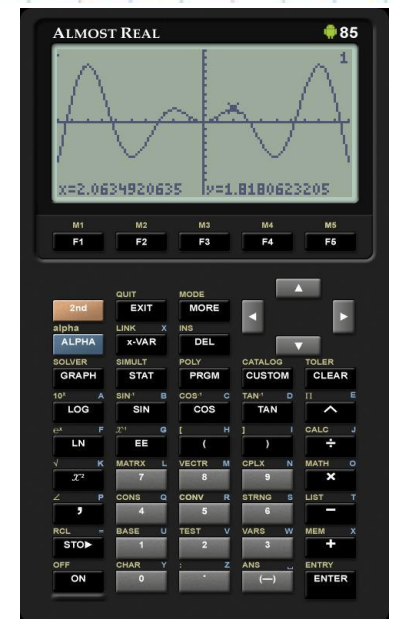 ALMOST REAL 85
1
x=2.0634920635 y=1.8180623205
M1 M2 M3 M4 M5
F1 F2 F3 F4 F5
QUIT MODE
2nd EXIT MORE
alpha LINK X INS
ALPHA x-VAR DEL
SOLVER SIMULT POLY CATALOG TOLER
GRAPH STAT PRGM CUSTOM CLEAR
10ˣ A SIN⁻¹ B COS⁻¹ C TAN⁻¹ D Π E
LOG SIN COS TAN ^
eˣ F x⁻¹ G [ H ] I CALC J
LN EE ( ) ÷
√ K MATRX L VECTR M CPLX N MATH O
x² 7 8 9 ×
∠ P CONS Q CONV R STRNG S LIST T
, 4 5 6 −
RCL = BASE U TEST V VARS W MEM X
STO▶ 1 2 3 +
OFF CHAR Y : Z ANS ␣ ENTRY
ON 0 . (—) ENTER